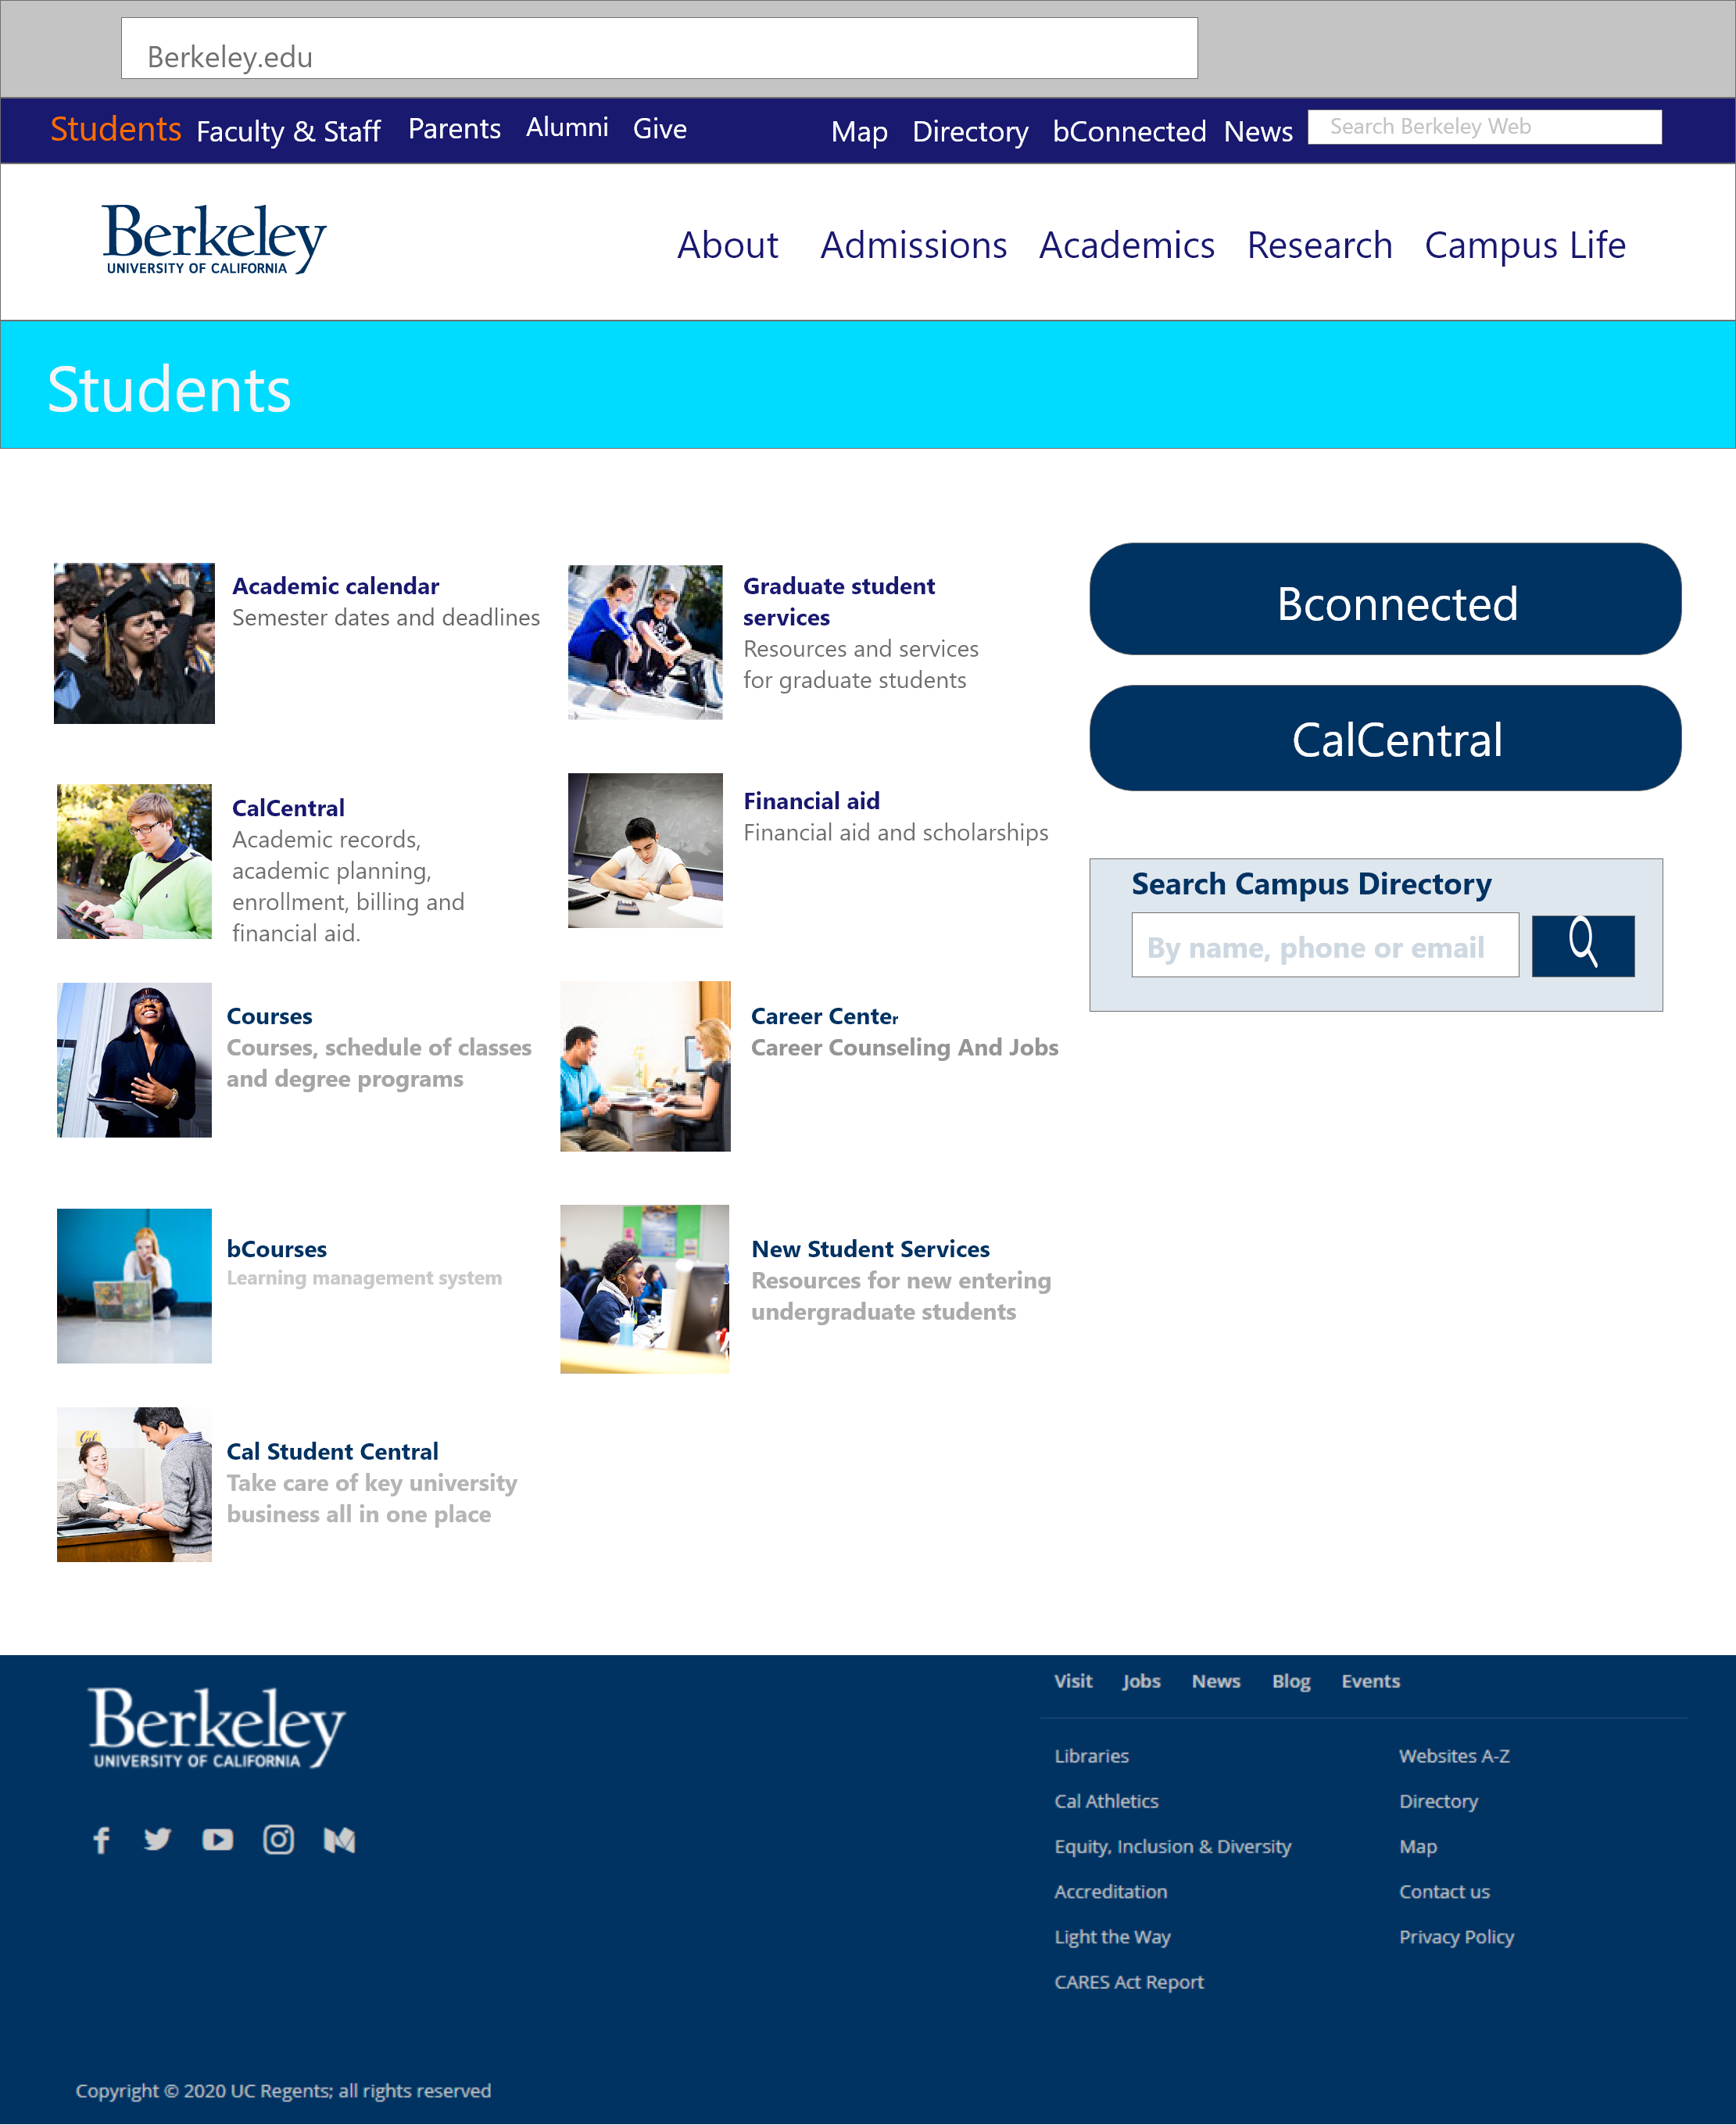 Berkeley.edu
Students Faculty & Staff Parents Alumni Give Map Directory bConnected News Search Berkeley Web
Berkeley
UNIVERSITY OF CALIFORNIA
About Admissions Academics Research Campus Life
Students
Academic calendar
Semester dates and deadlines
Graduate student
services
Resources and services
for graduate students
Bconnected
CalCentral
CalCentral
Academic records,
academic planning,
enrollment, billing and
financial aid.
Financial aid
Financial aid and scholarships
Search Campus Directory
By name, phone or email
Courses
Courses, schedule of classes
and degree programs
Career Center
Career Counseling And Jobs
bCourses
Learning management system
New Student Services
Resources for new entering
undergraduate students
Cal
Cal Student Central
Take care of key university
business all in one place
Berkeley
UNIVERSITY OF CALIFORNIA
Visit Jobs News Blog Events
Libraries
Cal Athletics
Equity, Inclusion & Diversity
Accreditation
Light the Way
CARES Act Report
Websites A-Z
Directory
Map
Contact us
Privacy Policy
Copyright © 2020 UC Regents; all rights reserved